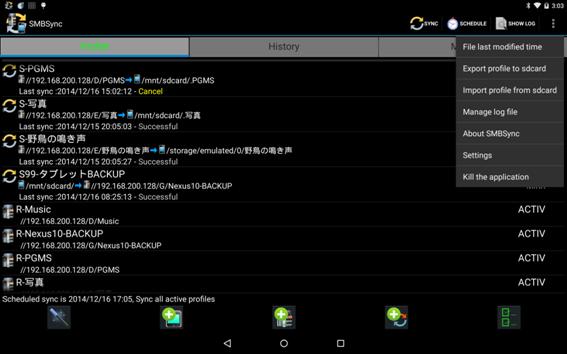 3:03
SMBSync
SYNC
SCHEDULE
SHOW LOG
History
M
File last modified time
Export profile to sdcard
Import profile from sdcard
Manage log file
About SMBSync
Settings
Kill the application
S-PGMS
//192.168.200.128/D/PGMS /mnt/sdcard/.PGMS
Last sync :2014/12/16 15:02:12 - Cancel
S-写真
//192.168.200.128/E/写真 /mnt/sdcard/.写真
Last sync :2014/12/15 20:05:03 - Successful
S-野鳥の鳴き声
//192.168.200.128/E/野鳥の鳴き声 /storage/emulated/0/野鳥の鳴き声
Last sync :2014/12/15 20:05:27 - Successful
S99-タブレットBACKUP
/mnt/sdcard/ //192.168.200.128/G/Nexus10-BACKUP
Last sync :2014/12/16 08:25:13 - Successful
R-Music ACTIV
//192.168.200.128/D/Music
R-Nexus10-BACKUP ACTIV
//192.168.200.128/G/Nexus10-BACKUP
R-PGMS ACTIV
//192.168.200.128/D/PGMS
R-写真 ACTIV
Scheduled sync is 2014/12/16 17:05, Sync all active profiles